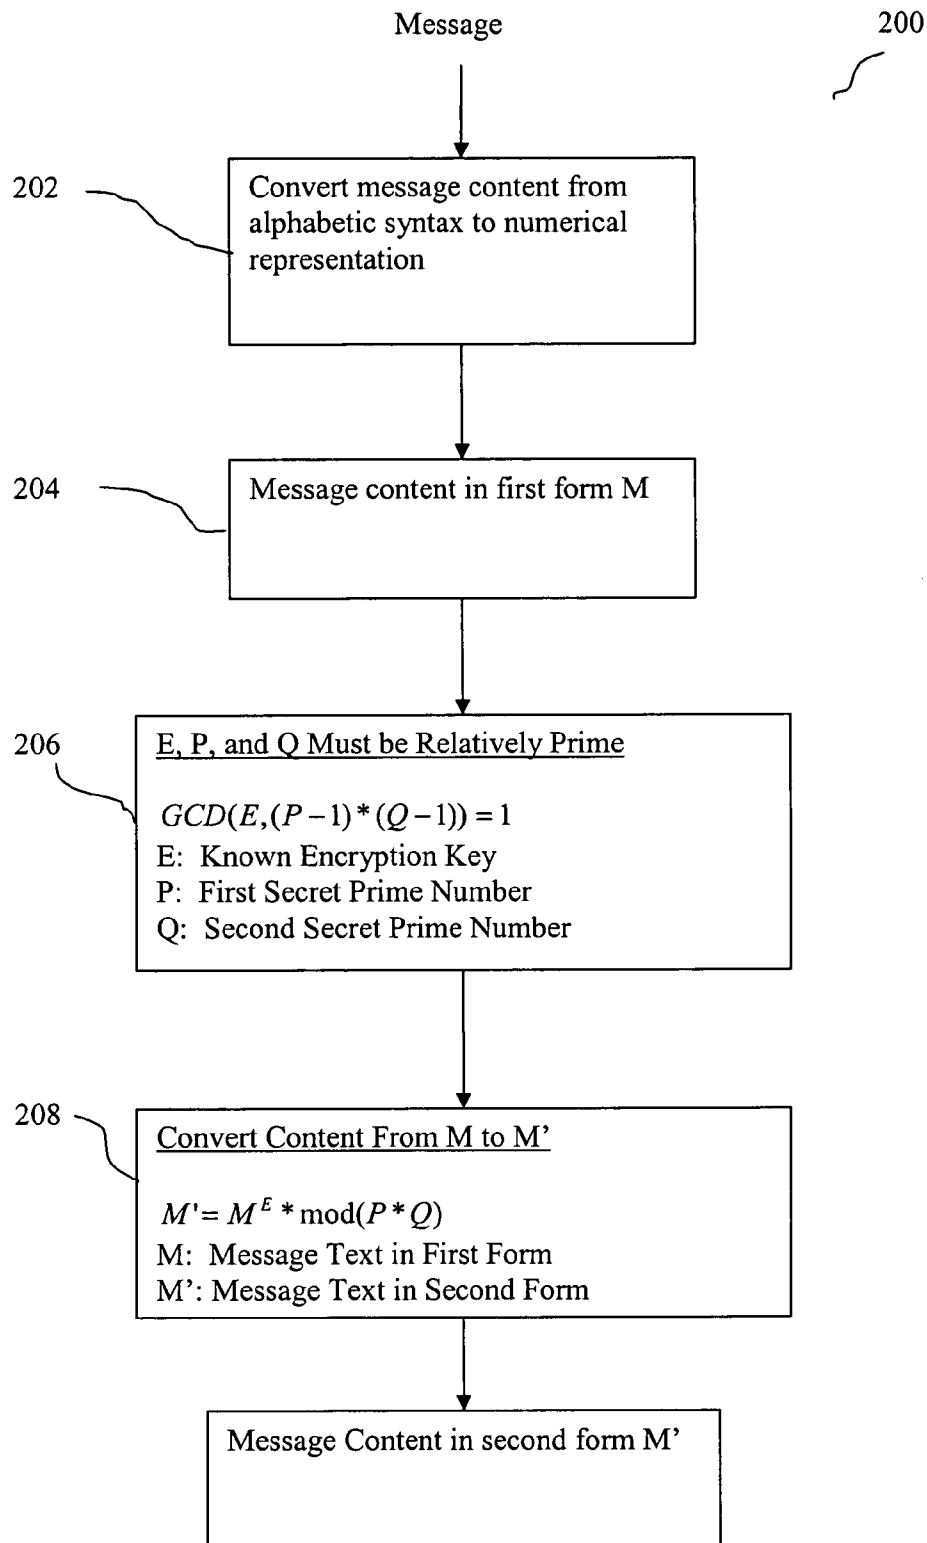 Message
200
202
Convert message content from
alphabetic syntax to numerical
representation
204
Message content in first form M
206
E, P, and Q Must be Relatively Prime
GCD(E,(P−1)*(Q−1)) = 1
E: Known Encryption Key
P: First Secret Prime Number
Q: Second Secret Prime Number
208
Convert Content From M to M’
M'= M^E * mod(P * Q)
M: Message Text in First Form
M’: Message Text in Second Form
Message Content in second form M’